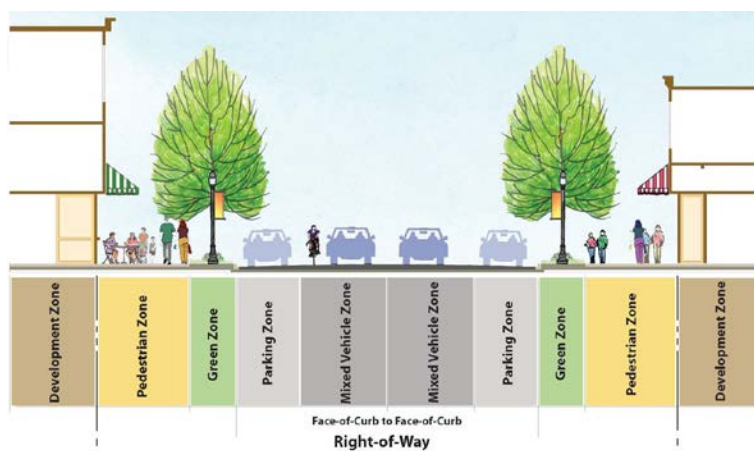 Development Zone
Pedestrian Zone
Green Zone
Parking Zone
Mixed Vehicle Zone
Mixed Vehicle Zone
Parking Zone
Green Zone
Pedestrian Zone
Development Zone
Face-of-Curb to Face-of-Curb
Right-of-Way